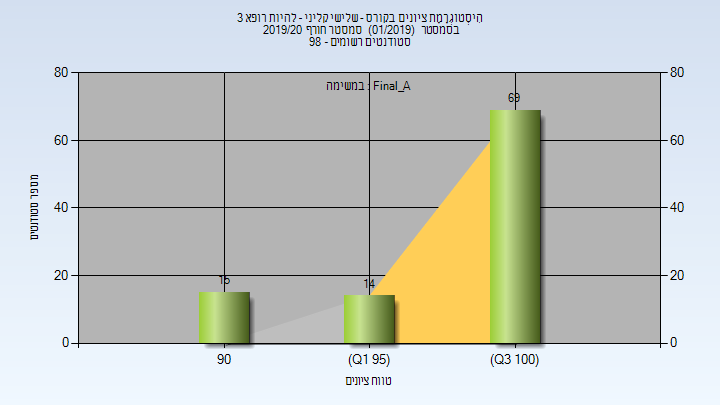 הִיסְטוֹגְרָמַת ציונים בקורס - שלישי קליני - להיות רופא 3
בסמסטר (01/2019) סמסטר חורף 2019/20
סטודנטים רשומים - 98
במשימה : Final_A
80
60
40
20
0
80
60
40
20
0
מספר סטודנטים
15
14
69
90
(Q1 95)
(Q3 100)
טווח ציונים